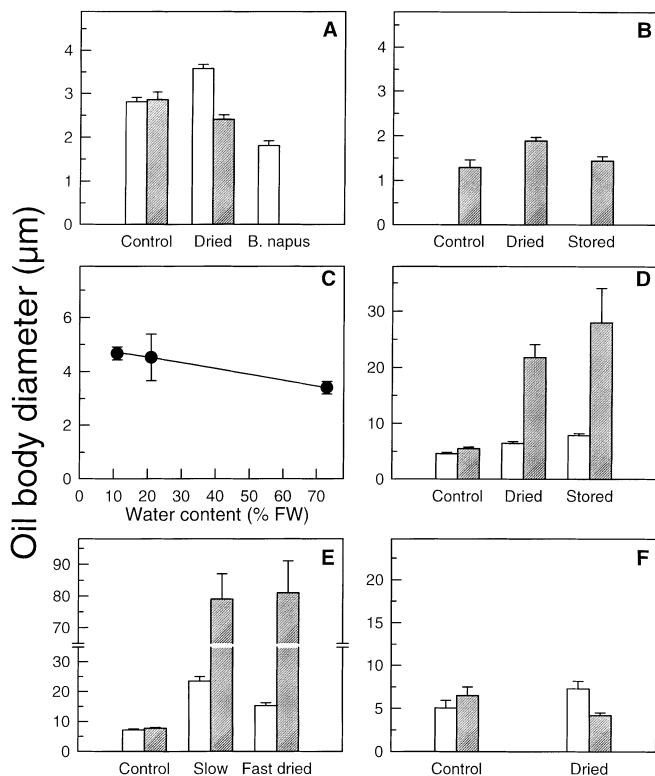 Oil body diameter (µm)
A
4
3
2
1
0
Control Dried B. napus
B
4
3
2
1
0
Control Dried Stored
C
6
4
2
0
0 10 20 30 40 50 60 70
Water content (% FW)
D
30
20
10
0
Control Dried Stored
E
90
80
70
30
20
10
0
Control Slow Fast dried
F
20
15
10
5
0
Control Dried